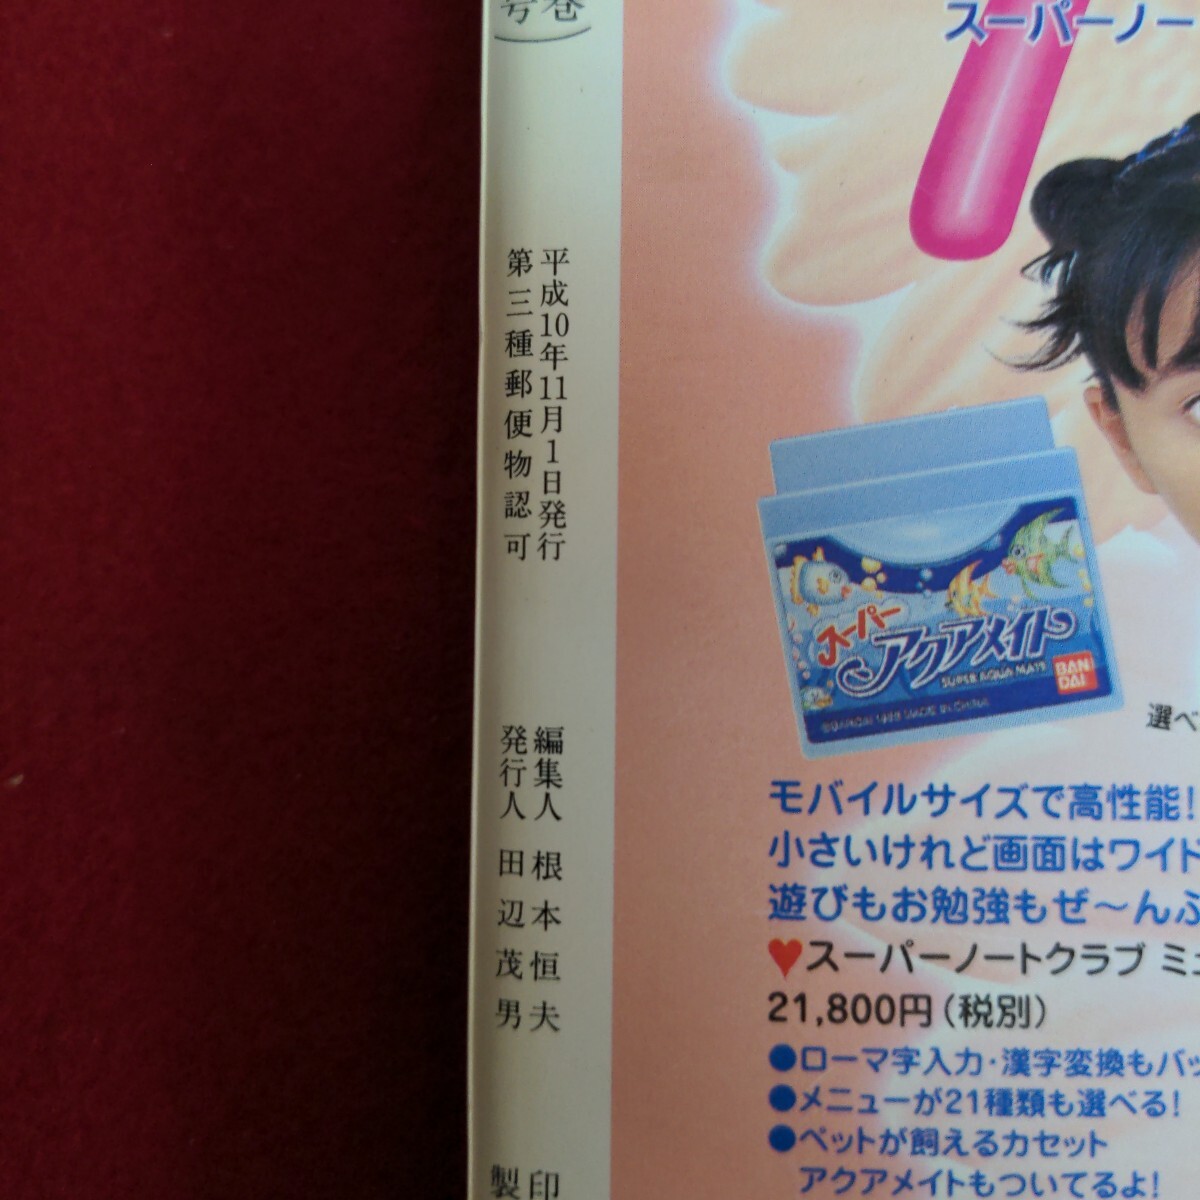 巻
号
平成10年11月1日発行
第三種郵便物認可
編集人 根本恒夫
発行人 田辺茂男
印
製
スーパーノー
スーパー
アクアメイト
SUPER AQUA MATE
BAN
DAI
©BANDAI 1998 MADE IN CHINA
選べ
モバイルサイズで高性能!
小さいけれど画面はワイド
遊びもお勉強もぜ〜んぶ
♥スーパーノートクラブ ミュ
21,800円(税別)
●ローマ字入力・漢字変換もバッ
●メニューが21種類も選べる!
●ペットが飼えるカセット
アクアメイトもついてるよ!